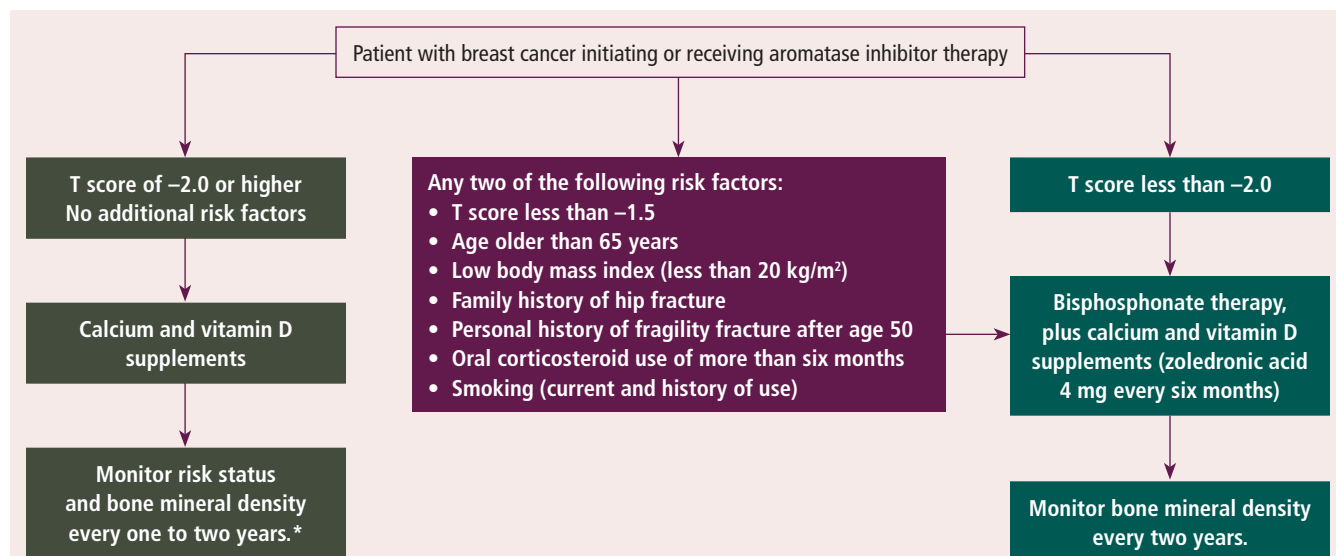 Patient with breast cancer initiating or receiving aromatase inhibitor therapy
T score of –2.0 or higher
No additional risk factors
Calcium and vitamin D
supplements
Monitor risk status
and bone mineral density
every one to two years.*
Any two of the following risk factors:
• T score less than –1.5
• Age older than 65 years
• Low body mass index (less than 20 kg/m²)
• Family history of hip fracture
• Personal history of fragility fracture after age 50
• Oral corticosteroid use of more than six months
• Smoking (current and history of use)
T score less than –2.0
Bisphosphonate therapy,
plus calcium and vitamin D
supplements (zoledronic acid
4 mg every six months)
Monitor bone mineral density
every two years.